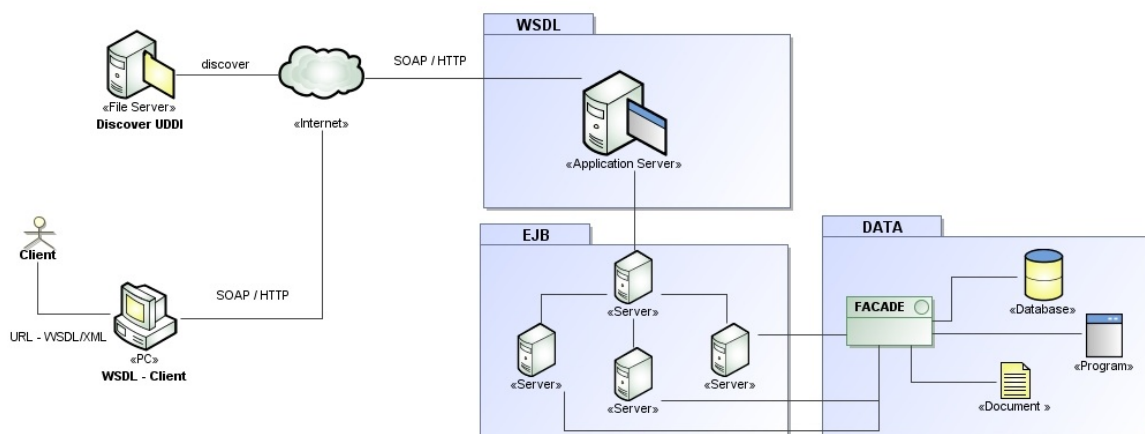 WSDL
discover
SOAP / HTTP
«File Server»
Discover UDDI
«Internet»
«Application Server»
Client
SOAP / HTTP
URL - WSDL/XML
«PC»
WSDL - Client
EJB
«Server»
«Server»
«Server»
«Server»
DATA
FACADE
«Database»
«Program»
«Document »